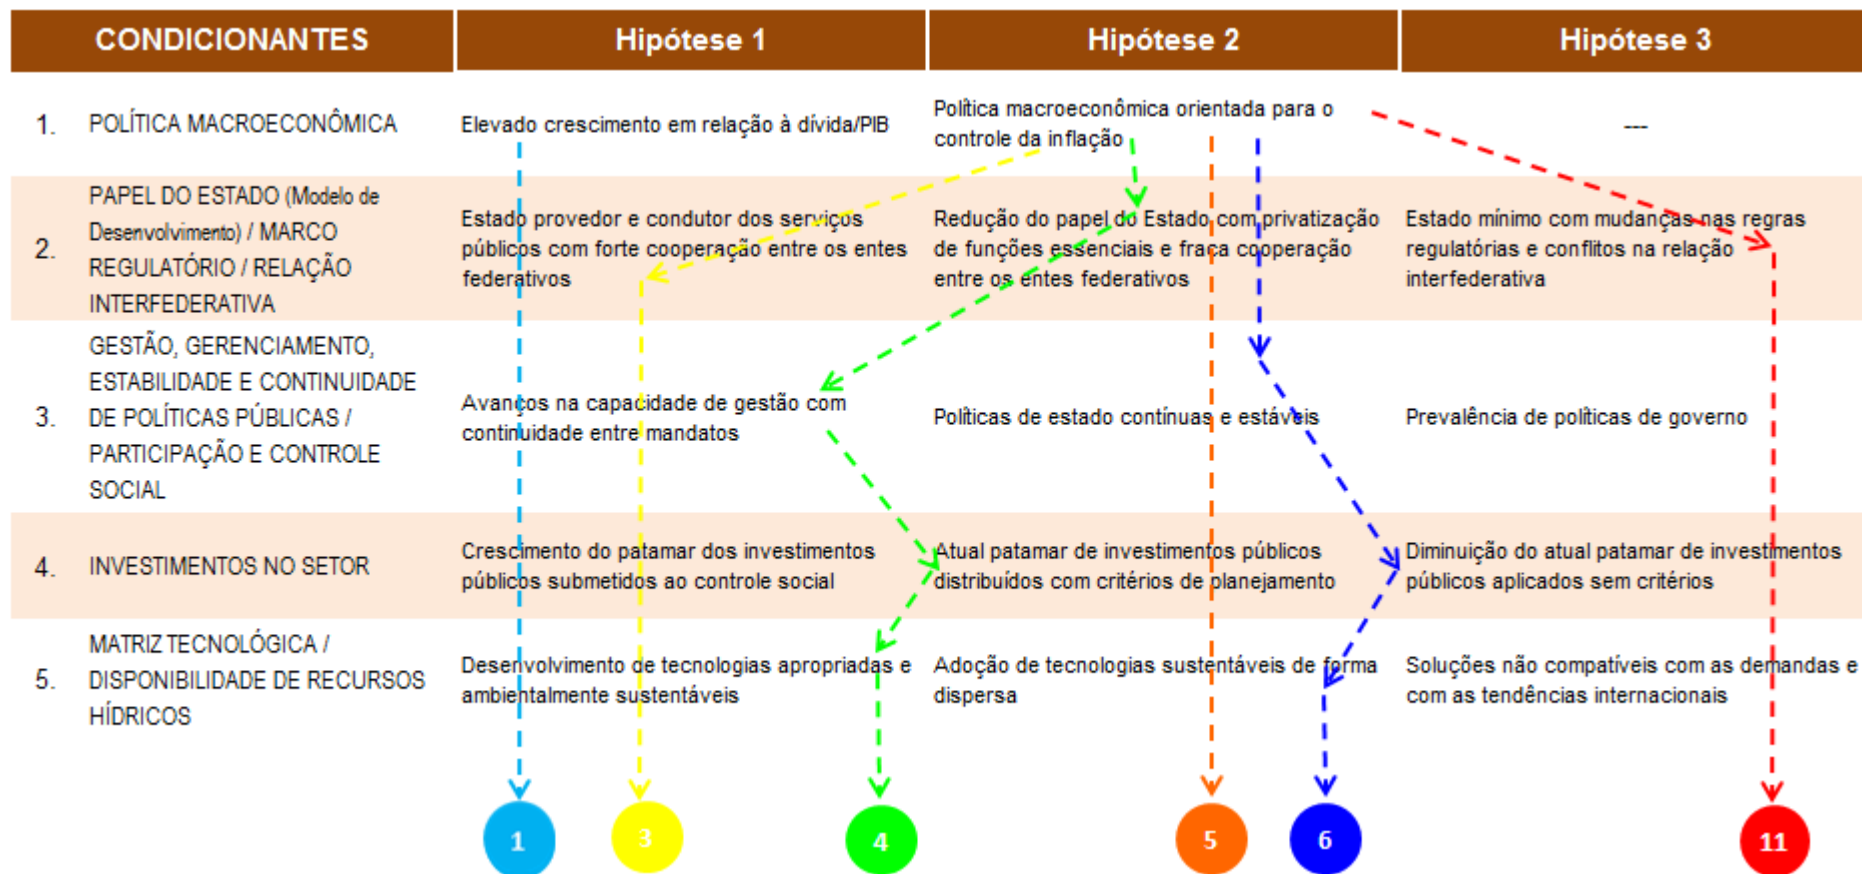 CONDICIONANTES Hipótese 1 Hipótese 2 Hipótese 3
1. POLÍTICA MACROECONÔMICA
Elevado crescimento em relação à dívida/PIB
Política macroeconômica orientada para o
controle da inflação
---
2. PAPEL DO ESTADO (Modelo de
Desenvolvimento) / MARCO
REGULATÓRIO / RELAÇÃO
INTERFEDERATIVA
Estado provedor e condutor dos serviços
públicos com forte cooperação entre os entes
federativos
Redução do papel do Estado com privatização
de funções essenciais e fraca cooperação
entre os entes federativos
Estado mínimo com mudanças nas regras
regulatórias e conflitos na relação
interfederativa
3. GESTÃO, GERENCIAMENTO,
ESTABILIDADE E CONTINUIDADE
DE POLÍTICAS PÚBLICAS /
PARTICIPAÇÃO E CONTROLE
SOCIAL
Avanços na capacidade de gestão com
continuidade entre mandatos
Políticas de estado contínuas e estáveis
Prevalência de políticas de governo
4. INVESTIMENTOS NO SETOR
Crescimento do patamar dos investimentos
públicos submetidos ao controle social
Atual patamar de investimentos públicos
distribuídos com critérios de planejamento
Diminuição do atual patamar de investimentos
públicos aplicados sem critérios
5. MATRIZ TECNOLÓGICA /
DISPONIBILIDADE DE RECURSOS
HÍDRICOS
Desenvolvimento de tecnologias apropriadas e
ambientalmente sustentáveis
Adoção de tecnologias sustentáveis de forma
dispersa
Soluções não compatíveis com as demandas e
com as tendências internacionais
1 3 4 5 6 11